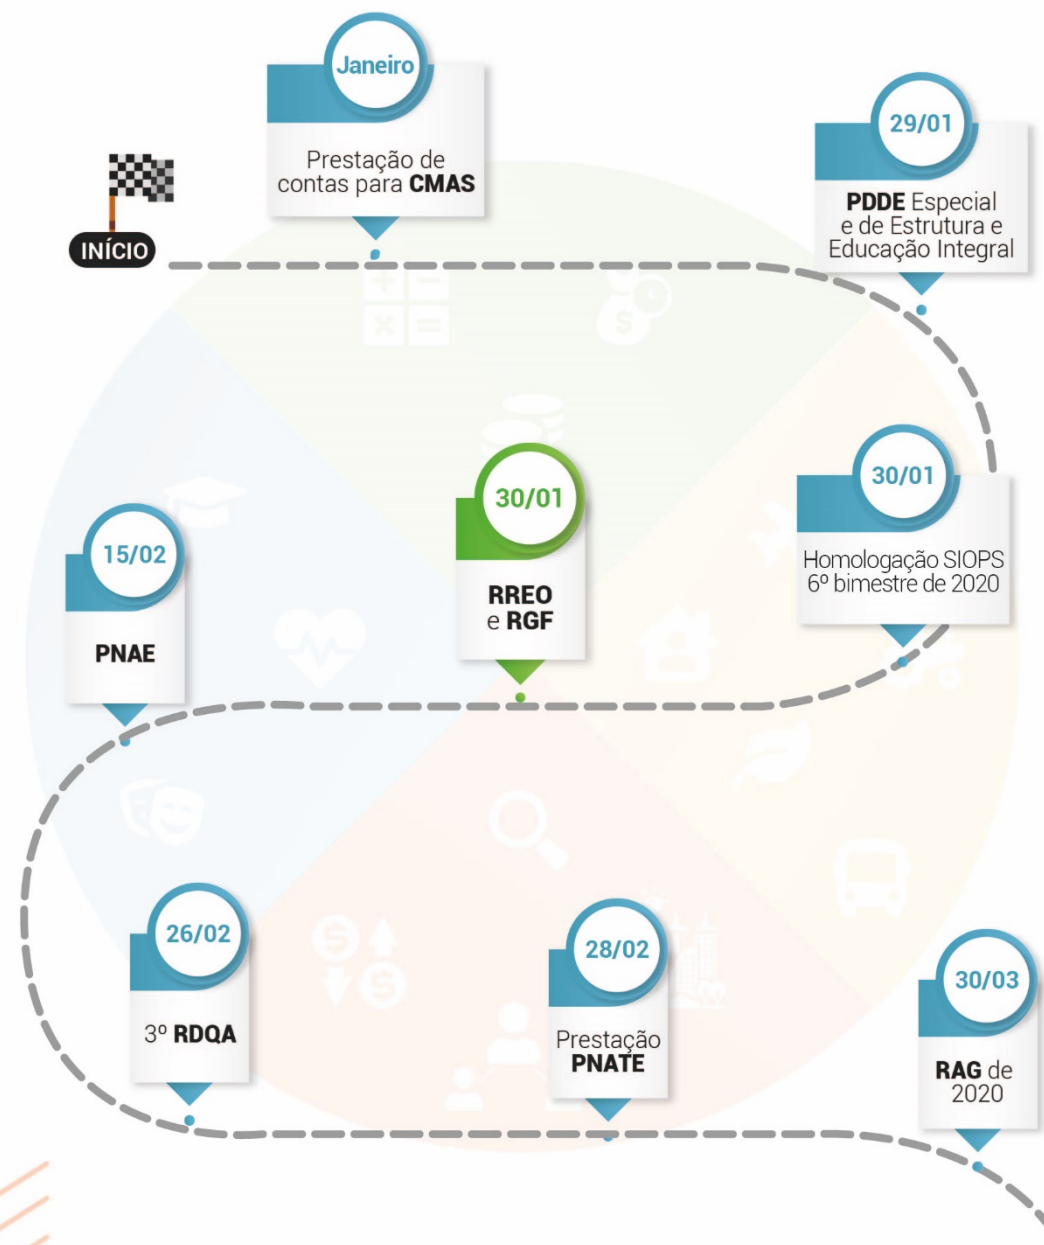 INÍCIO
Janeiro
Prestação de
contas para CMAS
29/01
PDDE Especial
e de Estrutura e
Educação Integral
30/01
Homologação SIOPS
6º bimestre de 2020
30/01
RREO
e RGF
15/02
PNAE
26/02
3º RDQA
28/02
Prestação
PNATE
30/03
RAG de
2020